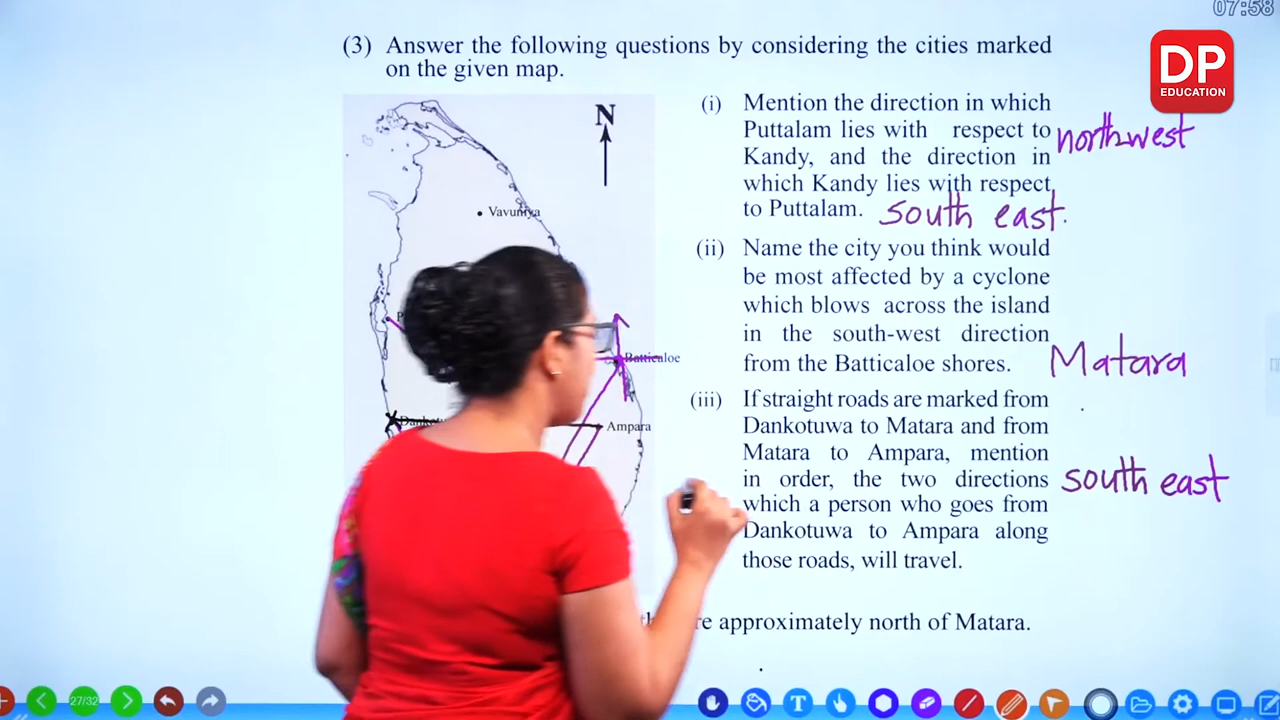 07:58
DP
EDUCATION
(3) Answer the following questions by considering the cities marked
on the given map.
N
Vavuniya
Batticaloe
Ampara
(i) Mention the direction in which
Puttalam lies with respect to
Kandy, and the direction in
which Kandy lies with respect
to Puttalam.
northwest
south east.
(ii) Name the city you think would
be most affected by a cyclone
which blows across the island
in the south-west direction
from the Batticaloe shores.
Matara
(iii) If straight roads are marked from
Dankotuwa to Matara and from
Matara to Ampara, mention
in order, the two directions
which a person who goes from
Dankotuwa to Ampara along
those roads, will travel.
south east
approximately north of Matara.
27/32
T